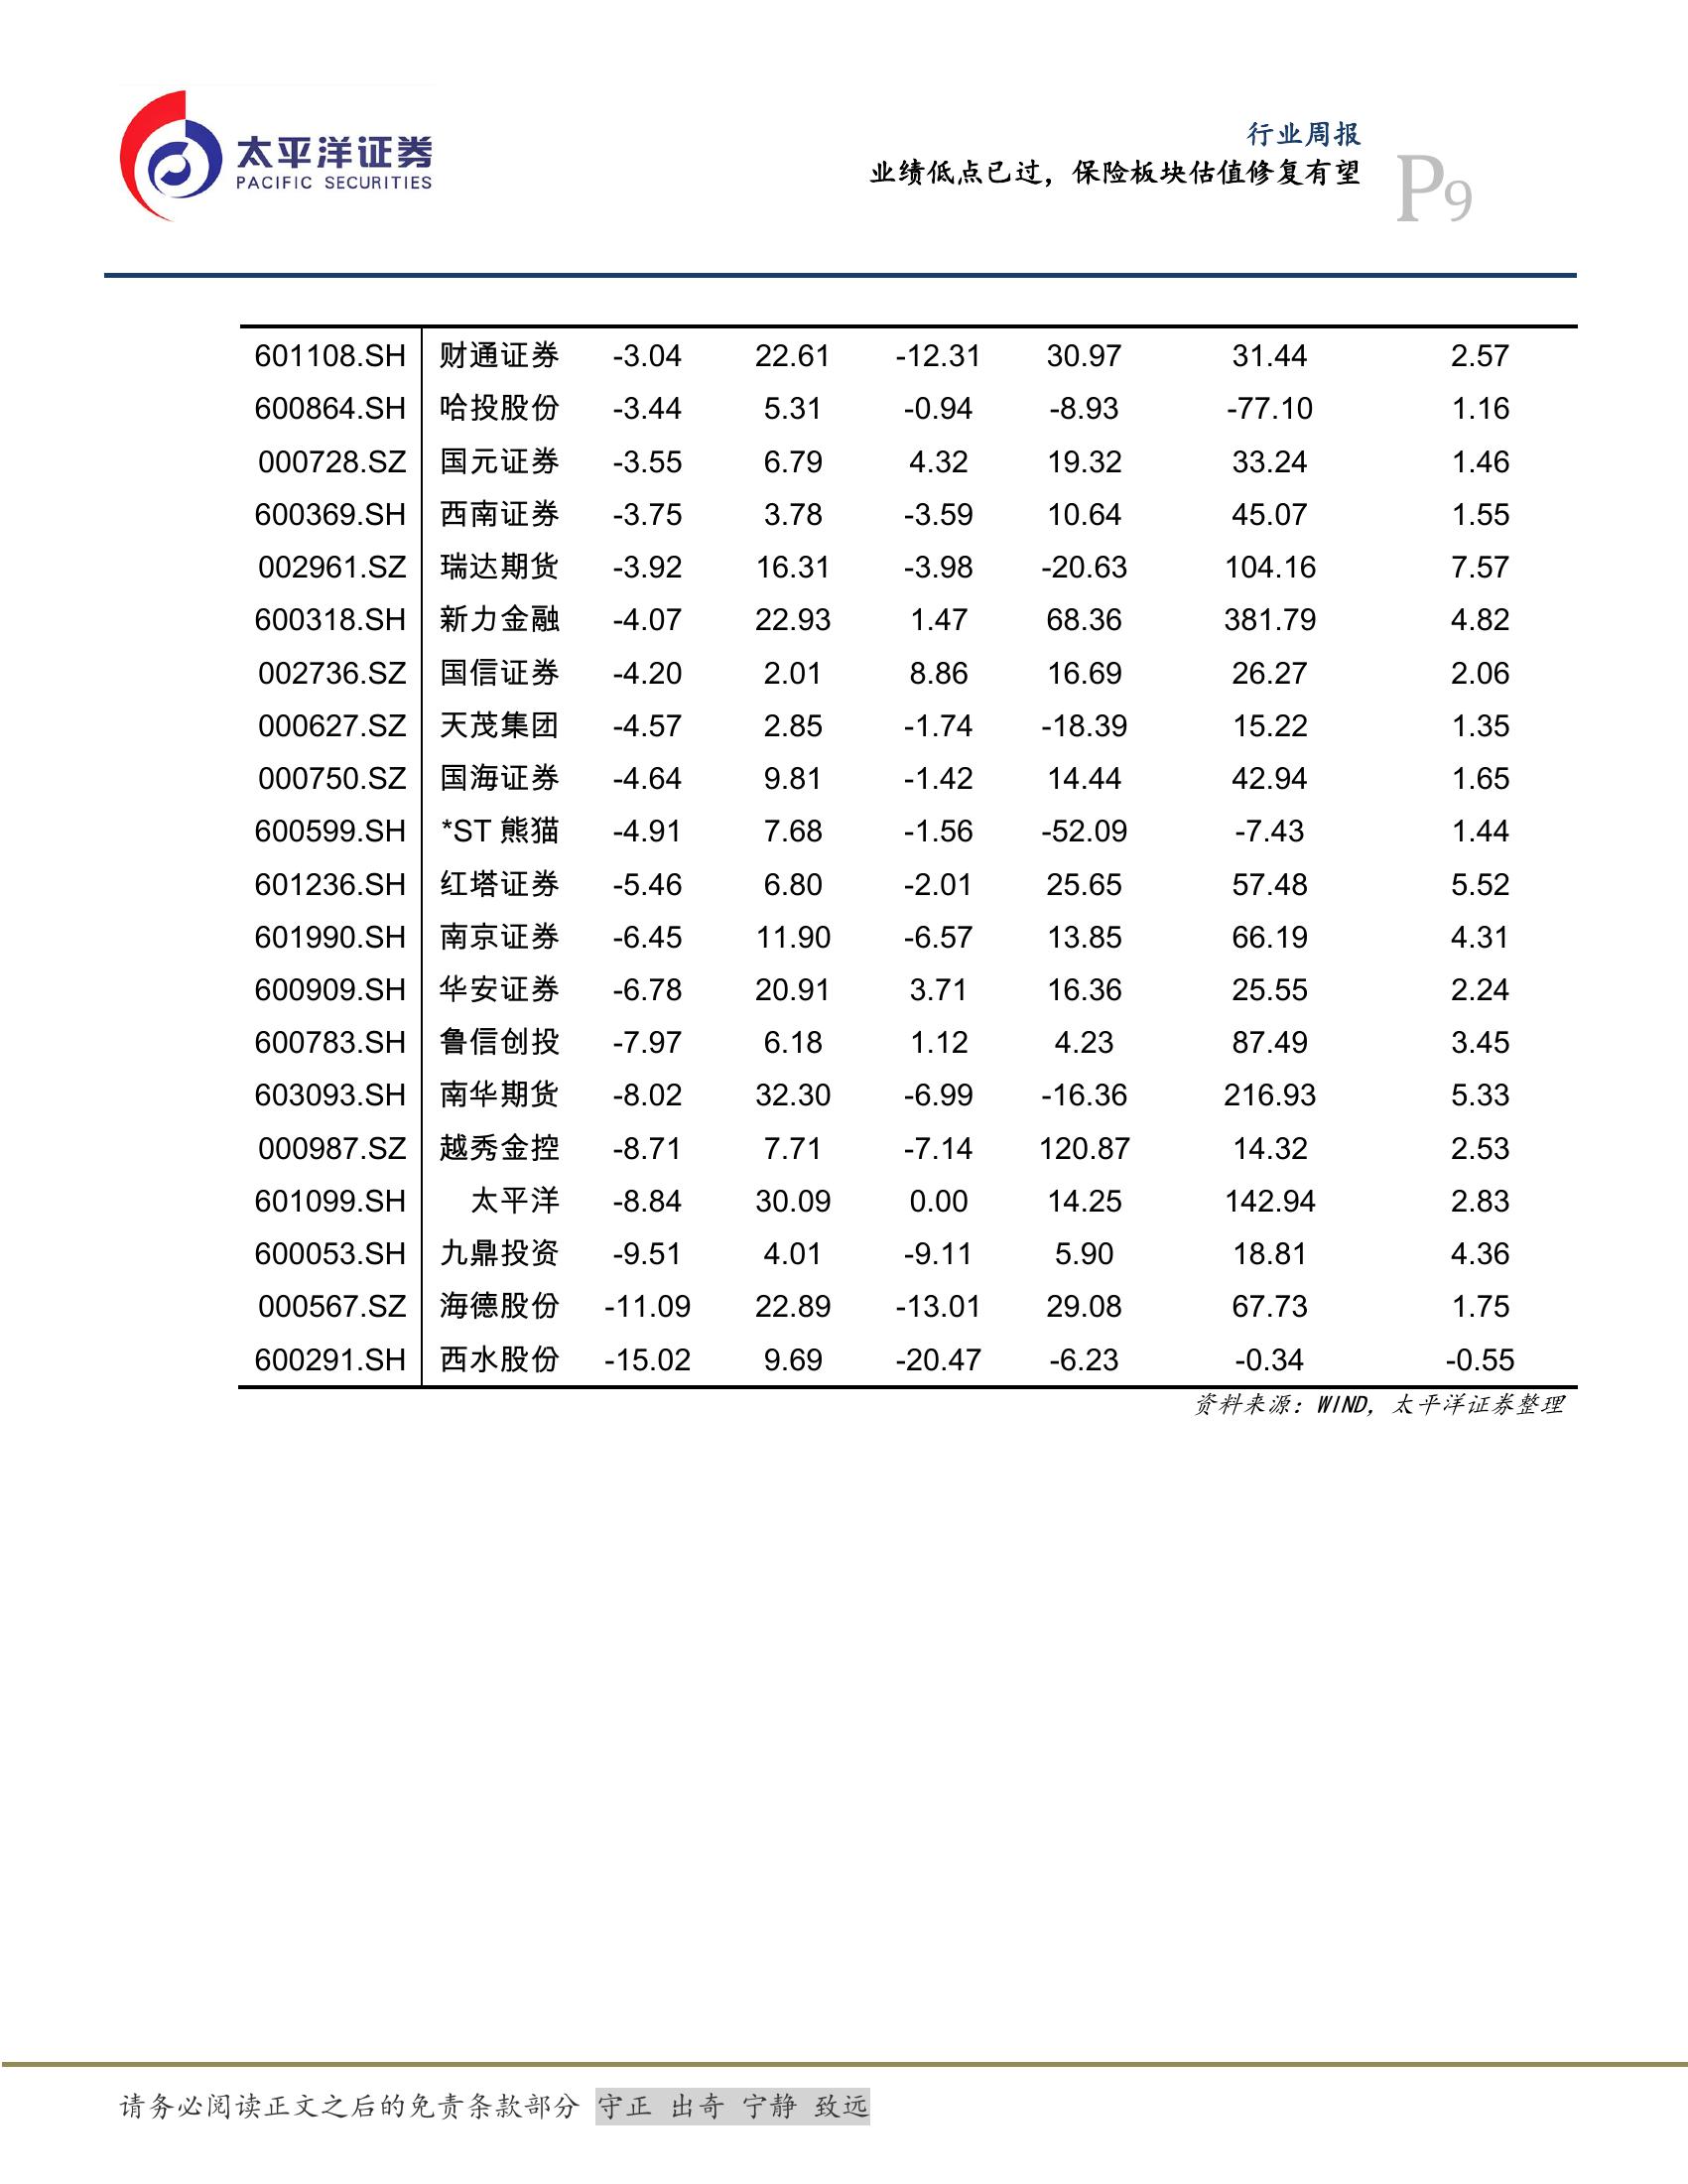 太平洋证券
PACIFIC SECURITIES
行业周报
业绩低点已过，保险板块估值修复有望
P9
601108.SH 财通证券 -3.04 22.61 -12.31 30.97 31.44 2.57
600864.SH 哈投股份 -3.44 5.31 -0.94 -8.93 -77.10 1.16
000728.SZ 国元证券 -3.55 6.79 4.32 19.32 33.24 1.46
600369.SH 西南证券 -3.75 3.78 -3.59 10.64 45.07 1.55
002961.SZ 瑞达期货 -3.92 16.31 -3.98 -20.63 104.16 7.57
600318.SH 新力金融 -4.07 22.93 1.47 68.36 381.79 4.82
002736.SZ 国信证券 -4.20 2.01 8.86 16.69 26.27 2.06
000627.SZ 天茂集团 -4.57 2.85 -1.74 -18.39 15.22 1.35
000750.SZ 国海证券 -4.64 9.81 -1.42 14.44 42.94 1.65
600599.SH *ST 熊猫 -4.91 7.68 -1.56 -52.09 -7.43 1.44
601236.SH 红塔证券 -5.46 6.80 -2.01 25.65 57.48 5.52
601990.SH 南京证券 -6.45 11.90 -6.57 13.85 66.19 4.31
600909.SH 华安证券 -6.78 20.91 3.71 16.36 25.55 2.24
600783.SH 鲁信创投 -7.97 6.18 1.12 4.23 87.49 3.45
603093.SH 南华期货 -8.02 32.30 -6.99 -16.36 216.93 5.33
000987.SZ 越秀金控 -8.71 7.71 -7.14 120.87 14.32 2.53
601099.SH 太平洋 -8.84 30.09 0.00 14.25 142.94 2.83
600053.SH 九鼎投资 -9.51 4.01 -9.11 5.90 18.81 4.36
000567.SZ 海德股份 -11.09 22.89 -13.01 29.08 67.73 1.75
600291.SH 西水股份 -15.02 9.69 -20.47 -6.23 -0.34 -0.55
资料来源：WIND，太平洋证券整理
请务必阅读正文之后的免责条款部分 守正 出奇 宁静 致远